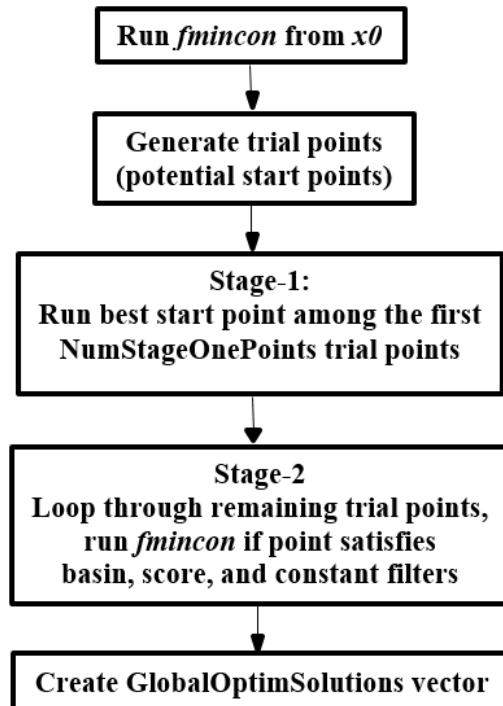 Run fmincon from x0
Generate trial points
(potential start points)
Stage-1:
Run best start point among the first
NumStageOnePoints trial points
Stage-2
Loop through remaining trial points,
run fmincon if point satisfies
basin, score, and constant filters
Create GlobalOptimSolutions vector